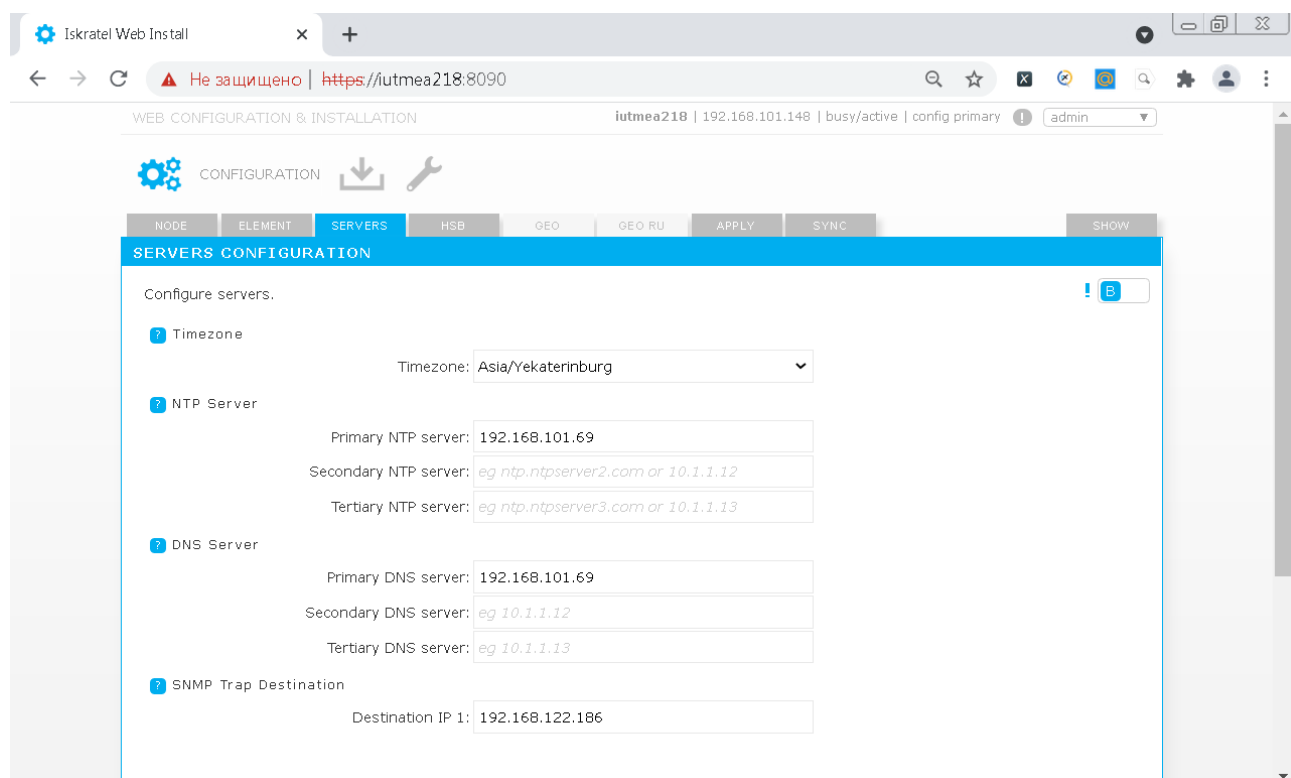 Iskratel Web Install
Не защищено | https://iutmea218:8090
WEB CONFIGURATION & INSTALLATION
iutmea218 | 192.168.101.148 | busy/active | config primary
admin
CONFIGURATION
NODE ELEMENT SERVERS HSB GEO GEO RU APPLY SYNC SHOW
SERVERS CONFIGURATION
Configure servers.
! B
? Timezone
Timezone: Asia/Yekaterinburg
? NTP Server
Primary NTP server: 192.168.101.69
Secondary NTP server: eg ntp.ntpserver2.com or 10.1.1.12
Tertiary NTP server: eg ntp.ntpserver3.com or 10.1.1.13
? DNS Server
Primary DNS server: 192.168.101.69
Secondary DNS server: eg 10.1.1.12
Tertiary DNS server: eg 10.1.1.13
? SNMP Trap Destination
Destination IP 1: 192.168.122.186